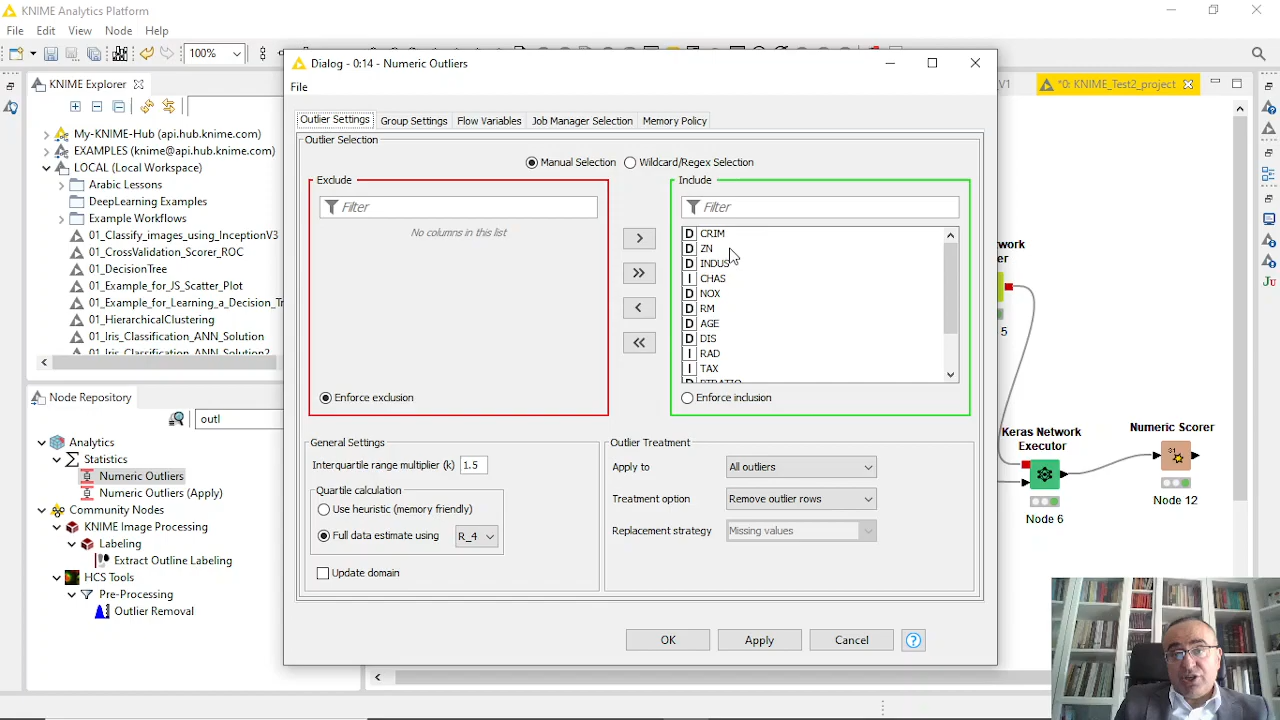 KNIME Analytics Platform
File Edit View Node Help
100%
KNIME Explorer
My-KNIME-Hub (api.hub.knime.com)
EXAMPLES (knime@api.hub.knime.com)
LOCAL (Local Workspace)
Arabic Lessons
DeepLearning Examples
Example Workflows
01_Classify_images_using_InceptionV3
01_CrossValidation_Scorer_ROC
01_DecisionTree
01_Example_for_JS_Scatter_Plot
01_Example_for_Learning_a_Decision_Tr
01_HierarchicalClustering
01_Iris_Classification_ANN_Solution
01_Iris_Classification_ANN_Solution2
Node Repository
outl
Analytics
Statistics
Numeric Outliers
Numeric Outliers (Apply)
Community Nodes
KNIME Image Processing
Labeling
Extract Outline Labeling
HCS Tools
Pre-Processing
Outlier Removal
Dialog - 0:14 - Numeric Outliers
File
Outlier Settings Group Settings Flow Variables Job Manager Selection Memory Policy
Outlier Selection
Manual Selection Wildcard/Regex Selection
Exclude
Filter
No columns in this list
Enforce exclusion
Include
Filter
D CRIM
D ZN
D INDUS
I CHAS
D NOX
D RM
D AGE
D DIS
I RAD
I TAX
D PTRATIO
Enforce inclusion
General Settings
Interquartile range multiplier (k) 1.5
Quartile calculation
Use heuristic (memory friendly)
Full data estimate using R_4
Update domain
Outlier Treatment
Apply to All outliers
Treatment option Remove outlier rows
Replacement strategy Missing values
OK Apply Cancel
_V1
*0: KNIME_Test2_project
work
er
5
Keras Network
Executor
Node 6
Numeric Scorer
Node 12
Ju